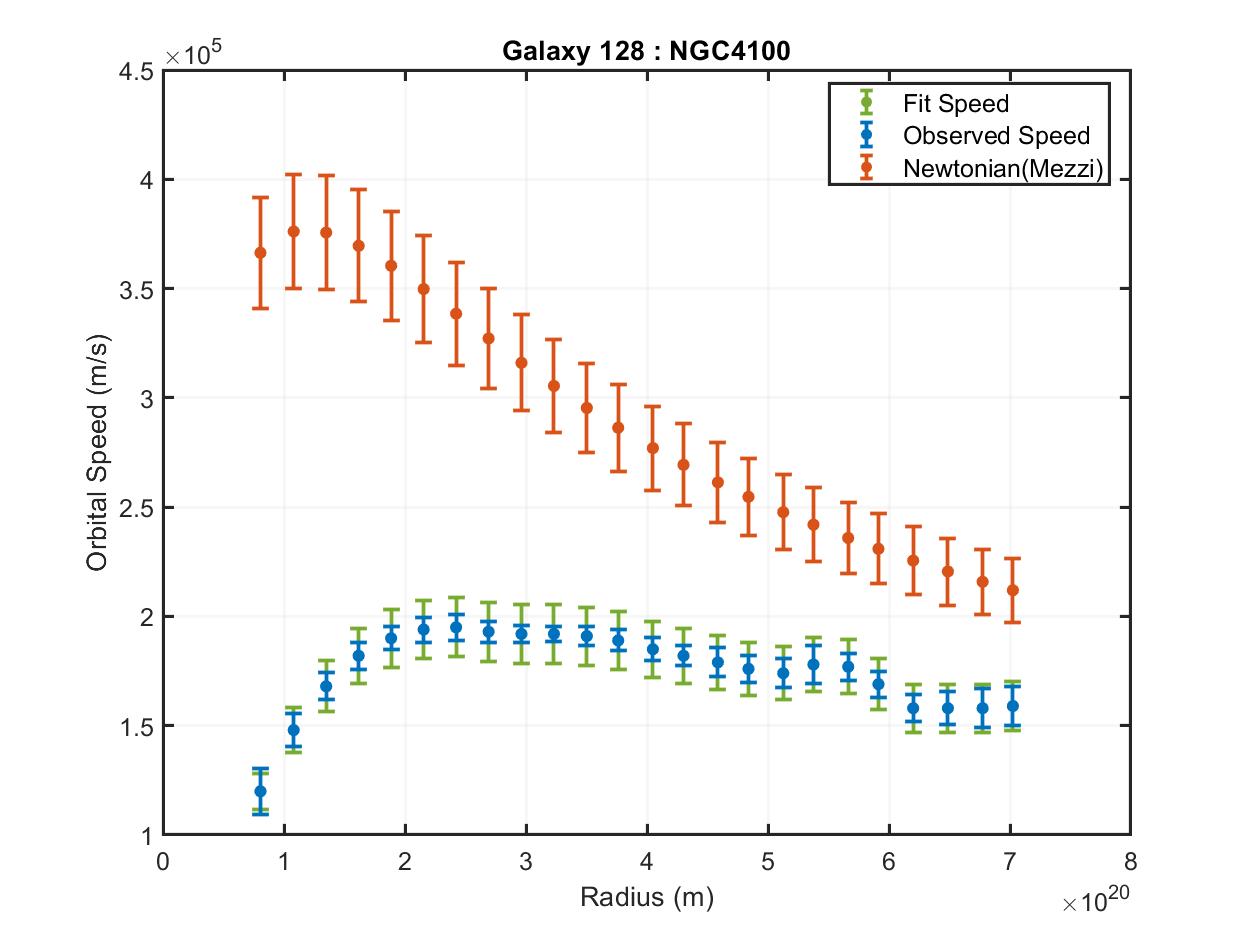 Galaxy 128 : NGC4100
×10^5
4.5
4
3.5
3
2.5
2
1.5
1
Orbital Speed (m/s)
Fit Speed
Observed Speed
Newtonian(Mezzi)
0 1 2 3 4 5 6 7 8
Radius (m)
×10^20